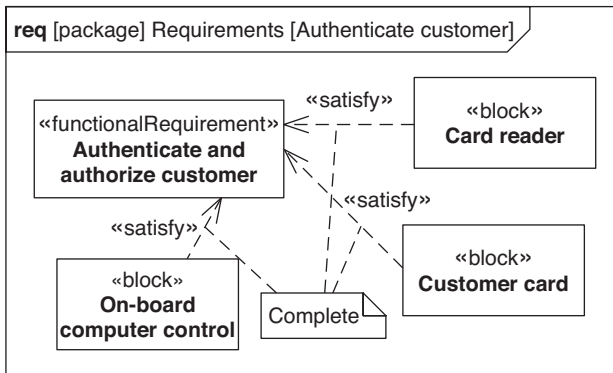 req [package] Requirements [Authenticate customer]
«satisfy»
«functionalRequirement»
Authenticate and
authorize customer
«block»
Card reader
«satisfy»
«satisfy»
«block»
Customer card
«block»
On-board
computer control
Complete